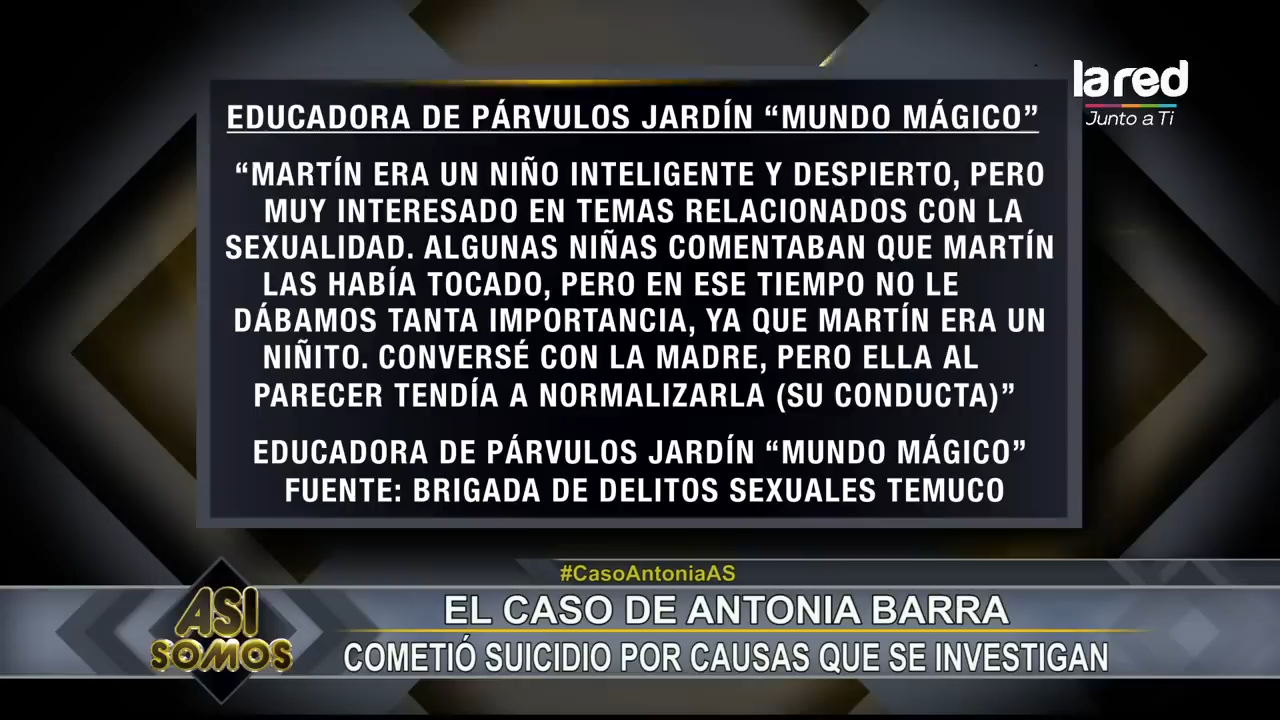 lared
Junto a Ti
EDUCADORA DE PÁRVULOS JARDÍN “MUNDO MÁGICO”
“MARTÍN ERA UN NIÑO INTELIGENTE Y DESPIERTO, PERO
MUY INTERESADO EN TEMAS RELACIONADOS CON LA
SEXUALIDAD. ALGUNAS NIÑAS COMENTABAN QUE MARTÍN
LAS HABÍA TOCADO, PERO EN ESE TIEMPO NO LE
DÁBAMOS TANTA IMPORTANCIA, YA QUE MARTÍN ERA UN
NIÑITO. CONVERSÉ CON LA MADRE, PERO ELLA AL
PARECER TENDÍA A NORMALIZARLA (SU CONDUCTA)”
EDUCADORA DE PÁRVULOS JARDÍN “MUNDO MÁGICO”
FUENTE: BRIGADA DE DELITOS SEXUALES TEMUCO
#CasoAntoniaAS
ASI
SOMOS
EL CASO DE ANTONIA BARRA
COMETIÓ SUICIDIO POR CAUSAS QUE SE INVESTIGAN